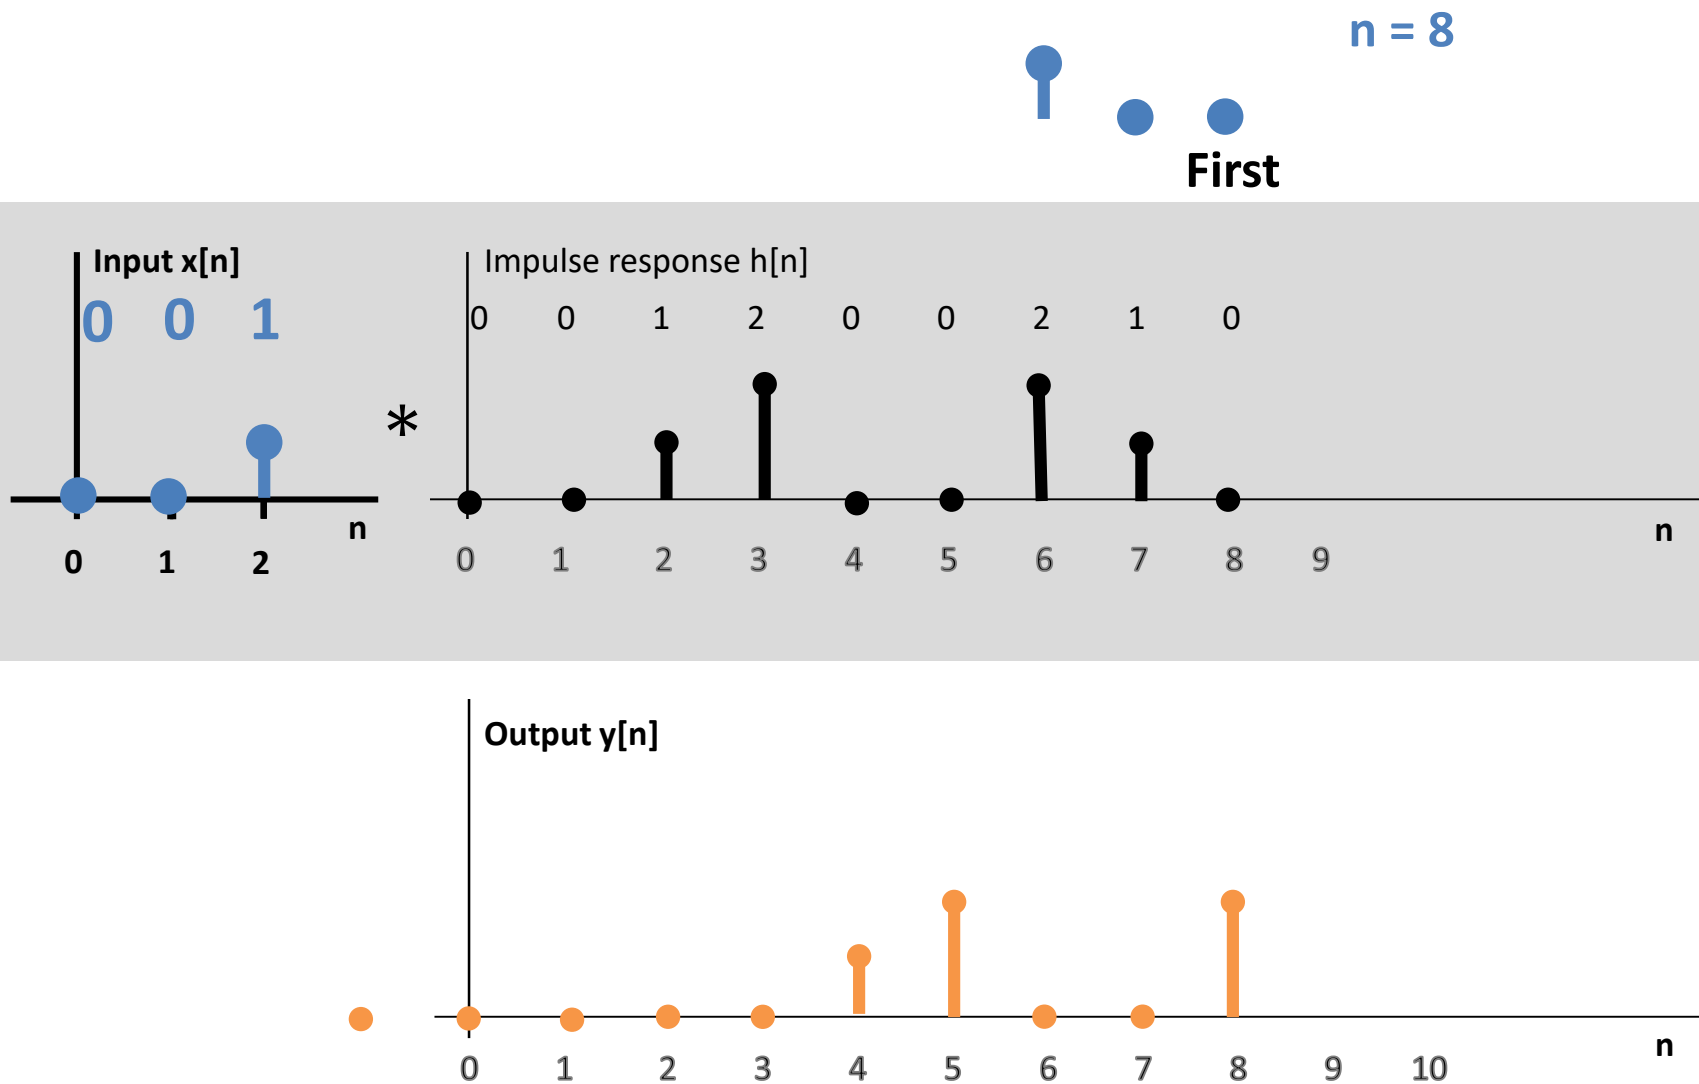 n = 8
First
Input x[n]
0 0 1
n
0 1 2
*
Impulse response h[n]
0 0 1 2 0 0 2 1 0
n
0 1 2 3 4 5 6 7 8 9
Output y[n]
n
0 1 2 3 4 5 6 7 8 9 10